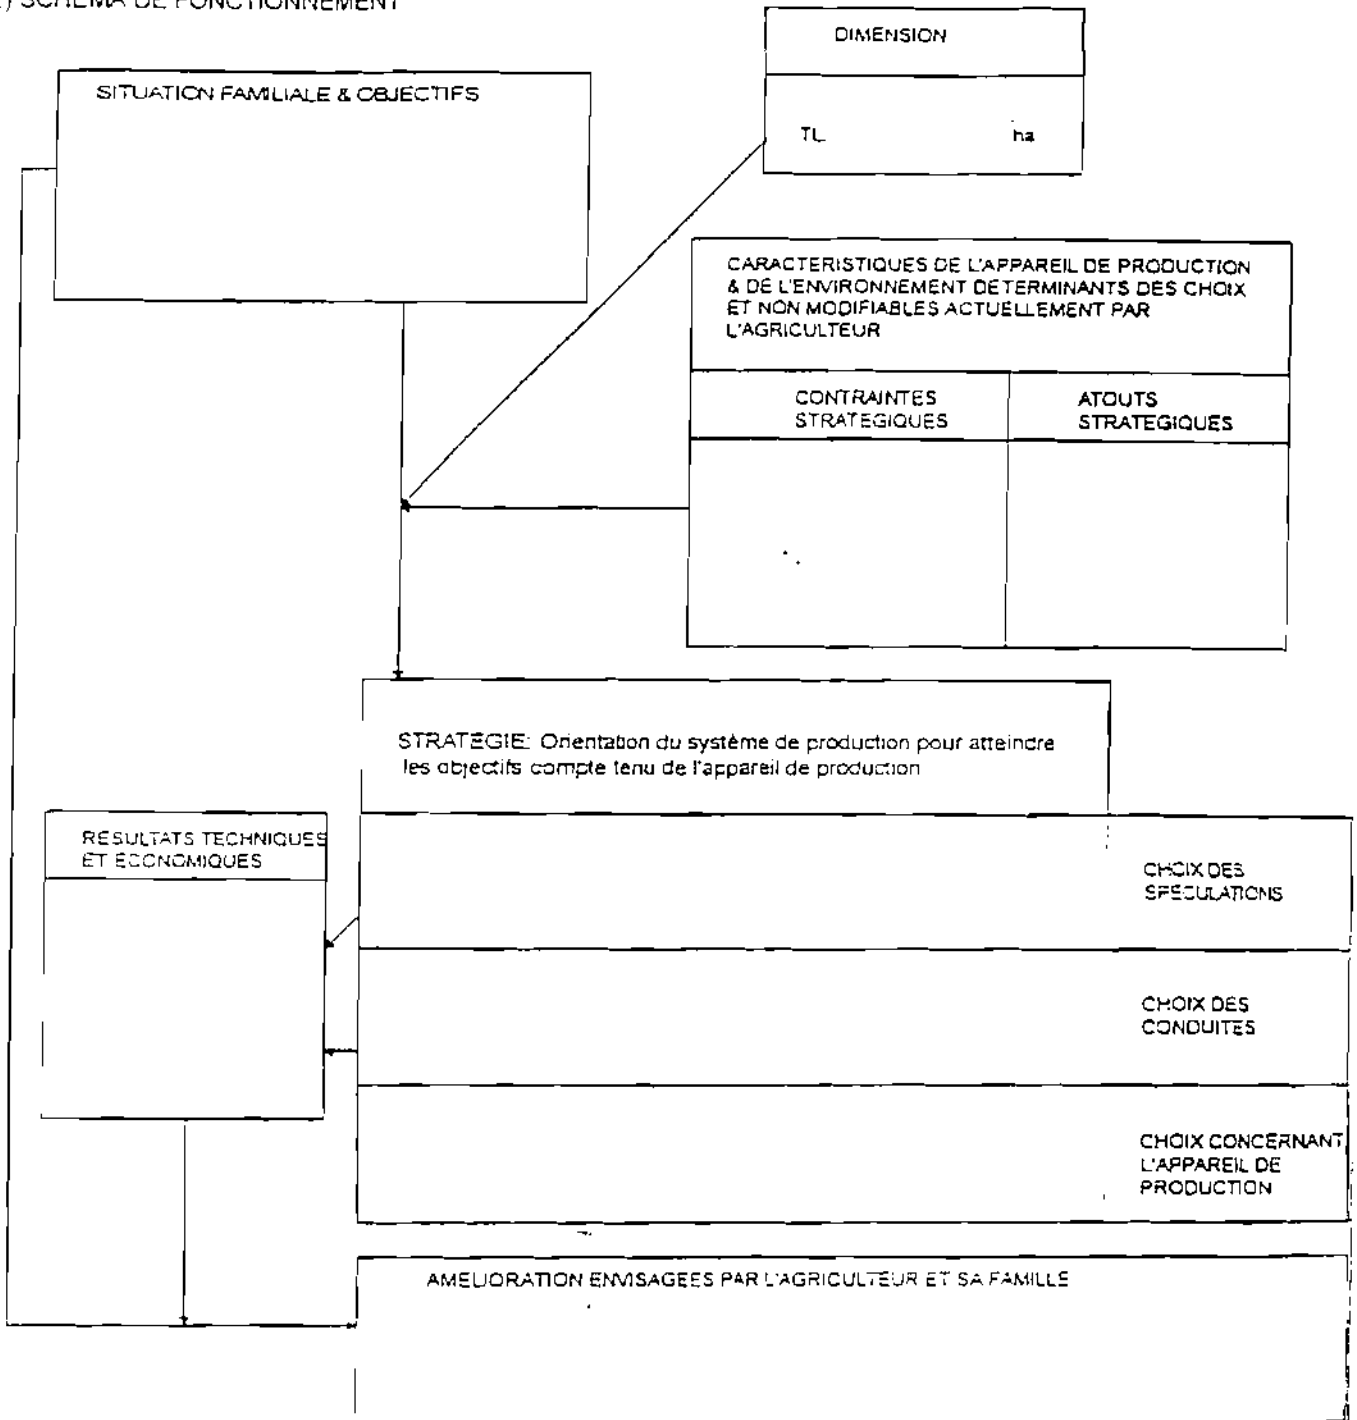 ) SCHEMA DE FONCTIONNEMENT
DIMENSION
TL ha
SITUATION FAMILIALE & OBJECTIFS
CARACTERISTIQUES DE L'APPAREIL DE PRODUCTION
& DE L'ENVIRONNEMENT DETERMINANTS DES CHOIX
ET NON MODIFIABLES ACTUELLEMENT PAR
L'AGRICULTEUR
CONTRAINTES
STRATEGIQUES
ATOUTS
STRATEGIQUES
STRATEGIE: Orientation du système de production pour atteindre
les objectifs compte tenu de l'appareil de production
RESULTATS TECHNIQUES
ET ECONOMIQUES
CHOIX DES
SPECULATIONS
CHOIX DES
CONDUITES
CHOIX CONCERNANT
L'APPAREIL DE
PRODUCTION
AMELIORATION ENVISAGEES PAR L'AGRICULTEUR ET SA FAMILLE